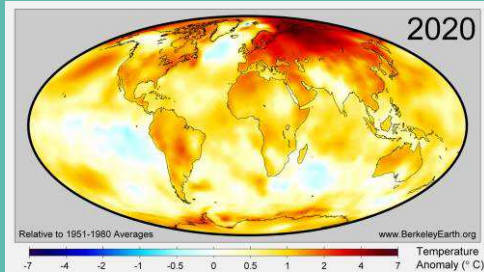 2020
Relative to 1951-1980 Averages
www.BerkeleyEarth.org
-7 -4 -2 -1 -0.5 0 0.5 1 2 4 7
Temperature
Anomaly (° C)